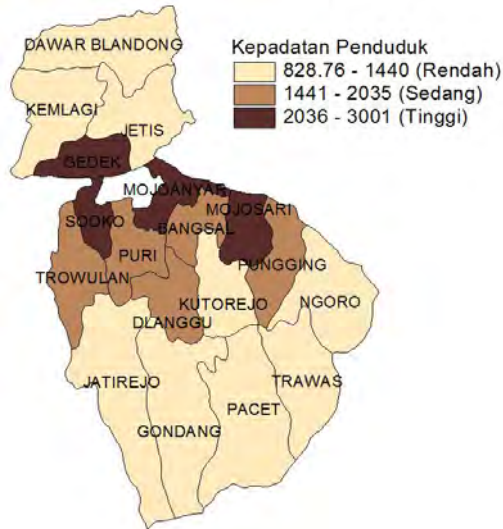 DAWAR BLANDONG
Kepadatan Penduduk
828.76 - 1440 (Rendah)
1441 - 2035 (Sedang)
2036 - 3001 (Tinggi)
KEMLAGI
JETIS
GEDEK
MOJOANYAR
MOJOSARI
SOOKO
BANGSAL
PURI
PUNGGING
TROWULAN
KUTOREJO
NGORO
DLANGGU
JATIREJO
TRAWAS
PACET
GONDANG